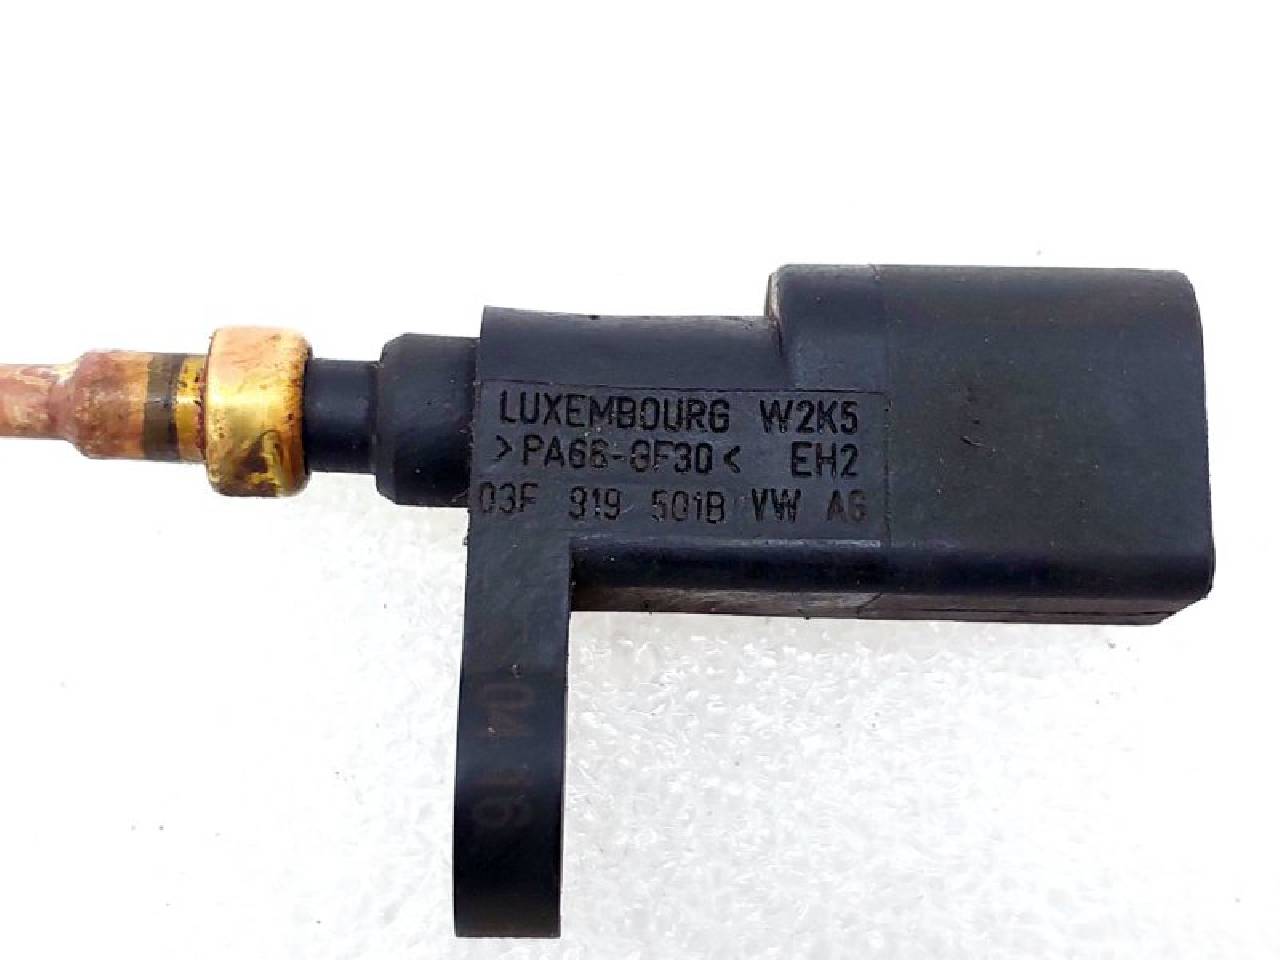 LUXEMBOURG W2K5
>PA66-GF30< EH2
03F 919 501B VW AG
04 16